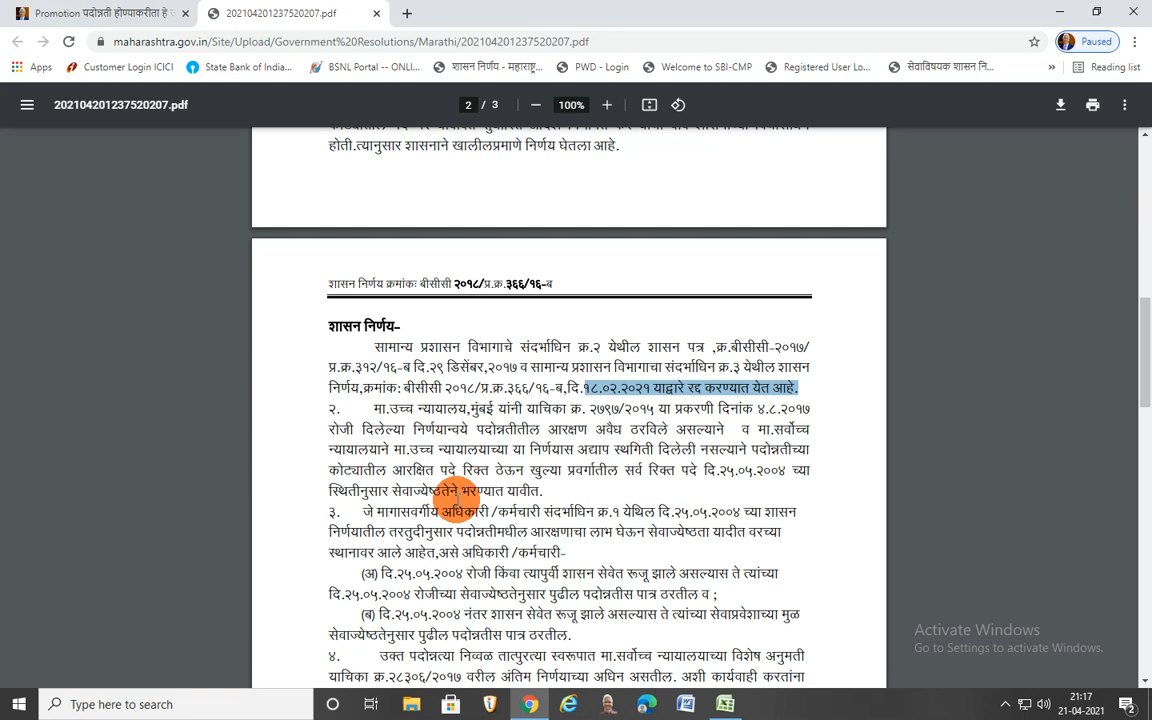 Promotion पदोन्नती होण्याकरीता हे
202104201237520207.pdf
maharashtra.gov.in/Site/Upload/Government%20Resolutions/Marathi/202104201237520207.pdf
Paused
Apps
Customer Login ICICI
State Bank of India...
BSNL Portal -- ONLI...
शासन निर्णय - महाराष्ट्र...
PWD - Login
Welcome to SBI-CMP
Registered User Lo...
सेवाविषयक शासन नि...
»
Reading list
202104201237520207.pdf
2 / 3
100%
होती.त्यानुसार शासनाने खालीलप्रमाणे निर्णय घेतला आहे.
शासन निर्णय क्रमांकः बीसीसी २०१८/प्र.क्र.३६६/१६-ब
शासन निर्णय-
सामान्य प्रशासन विभागाचे संदर्भाधिन क्र.२ येथील शासन पत्र ,क्र.बीसीसी-२०१७/
प्र.क्र.३१२/१६-ब दि.२९ डिसेंबर,२०१७ व सामान्य प्रशासन विभागाचा संदर्भाधिन क्र.३ येथील शासन
निर्णय,क्रमांक: बीसीसी २०१८/प्र.क्र.३६६/१६-ब,दि.१८.०२.२०२१ याद्वारे रद्द करण्यात येत आहे.
२. मा.उच्च न्यायालय,मुंबई यांनी याचिका क्र. २७९७/२०१५ या प्रकरणी दिनांक ४.८.२०१७
रोजी दिलेल्या निर्णयान्वये पदोन्नतीतील आरक्षण अवैध ठरविले असल्याने व मा.सर्वोच्च
न्यायालयाने मा.उच्च न्यायालयाच्या या निर्णयास अद्याप स्थगिती दिलेली नसल्याने पदोन्नतीच्या
कोट्यातील आरक्षित पदे रिक्त ठेऊन खुल्या प्रवर्गातील सर्व रिक्त पदे दि.२५.०५.२००४ च्या
स्थितीनुसार सेवाज्येष्ठतेने भरण्यात यावीत.
३. जे मागासवर्गीय अधिकारी /कर्मचारी संदर्भाधिन क्र.१ येथिल दि.२५.०५.२००४ च्या शासन
निर्णयातील तरतुदीनुसार पदोन्नतीमधील आरक्षणाचा लाभ घेऊन सेवाज्येष्ठता यादीत वरच्या
स्थानावर आले आहेत,असे अधिकारी /कर्मचारी-
(अ) दि.२५.०५.२००४ रोजी किंवा त्यापुर्वी शासन सेवेत रूजू झाले असल्यास ते त्यांच्या
दि.२५.०५.२००४ रोजीच्या सेवाज्येष्ठतेनुसार पुढील पदोन्नतीस पात्र ठरतील व ;
(ब) दि.२५.०५.२००४ नंतर शासन सेवेत रूजू झाले असल्यास ते त्यांच्या सेवाप्रवेशाच्या मुळ
सेवाज्येष्ठतेनुसार पुढील पदोन्नतीस पात्र ठरतील.
४. उक्त पदोन्नत्या निव्वळ तात्पुरत्या स्वरूपात मा.सर्वोच्च न्यायालयाच्या विशेष अनुमती
याचिका क्र.२८३०६/२०१७ वरील अंतिम निर्णयाच्या अधिन असतील. अशी कार्यवाही करतांना
Activate Windows
Go to Settings to activate Windows.
Type here to search
21:17
21-04-2021
2